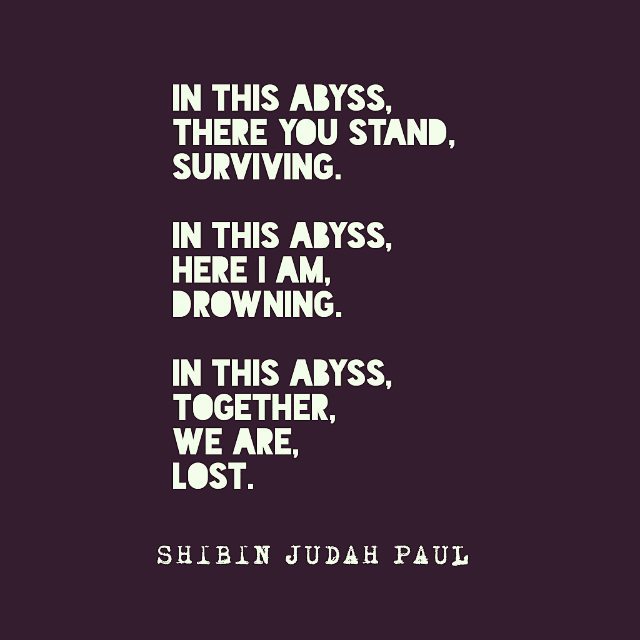 IN THIS ABYSS,
THERE YOU STAND,
SURVIVING.
IN THIS ABYSS,
HERE I AM,
DROWNING.
IN THIS ABYSS,
TOGETHER,
WE ARE,
LOST.
SHIBIN JUDAH PAUL